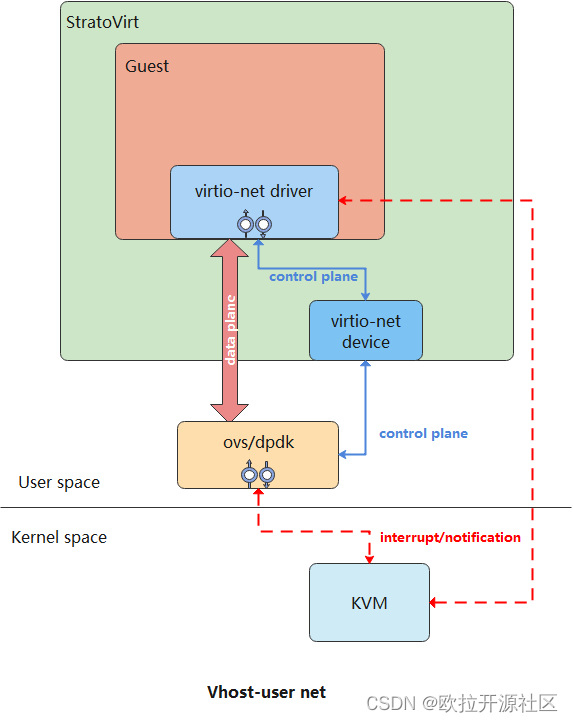 StratoVirt
Guest
virtio-net driver
control plane
data plane
virtio-net
device
ovs/dpdk
control plane
User space
Kernel space
interrupt/notification
KVM
Vhost-user net
CSDN @欧拉开源社区